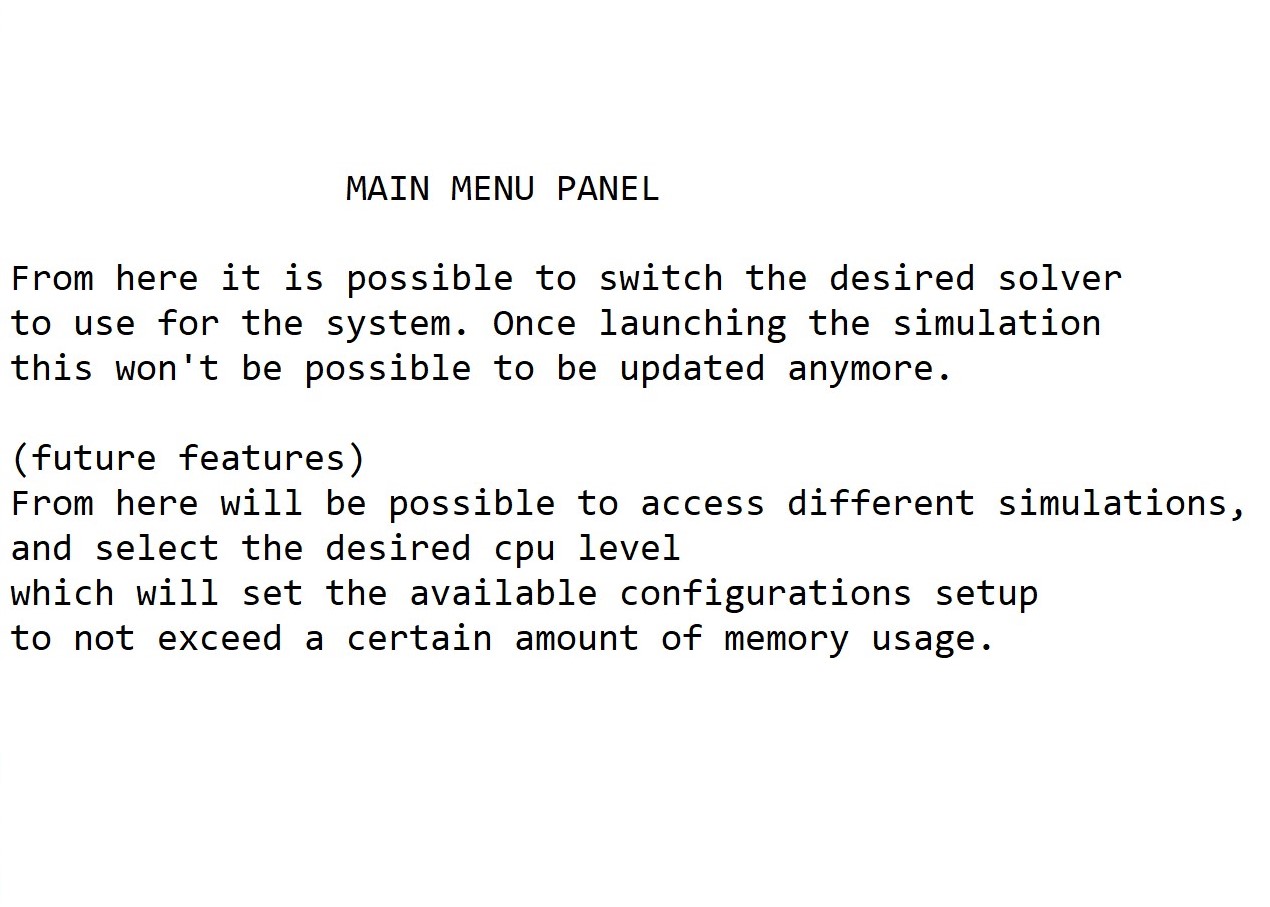 MAIN MENU PANEL
From here it is possible to switch the desired solver
to use for the system. Once launching the simulation
this won't be possible to be updated anymore.
(future features)
From here will be possible to access different simulations,
and select the desired cpu level
which will set the available configurations setup
to not exceed a certain amount of memory usage.